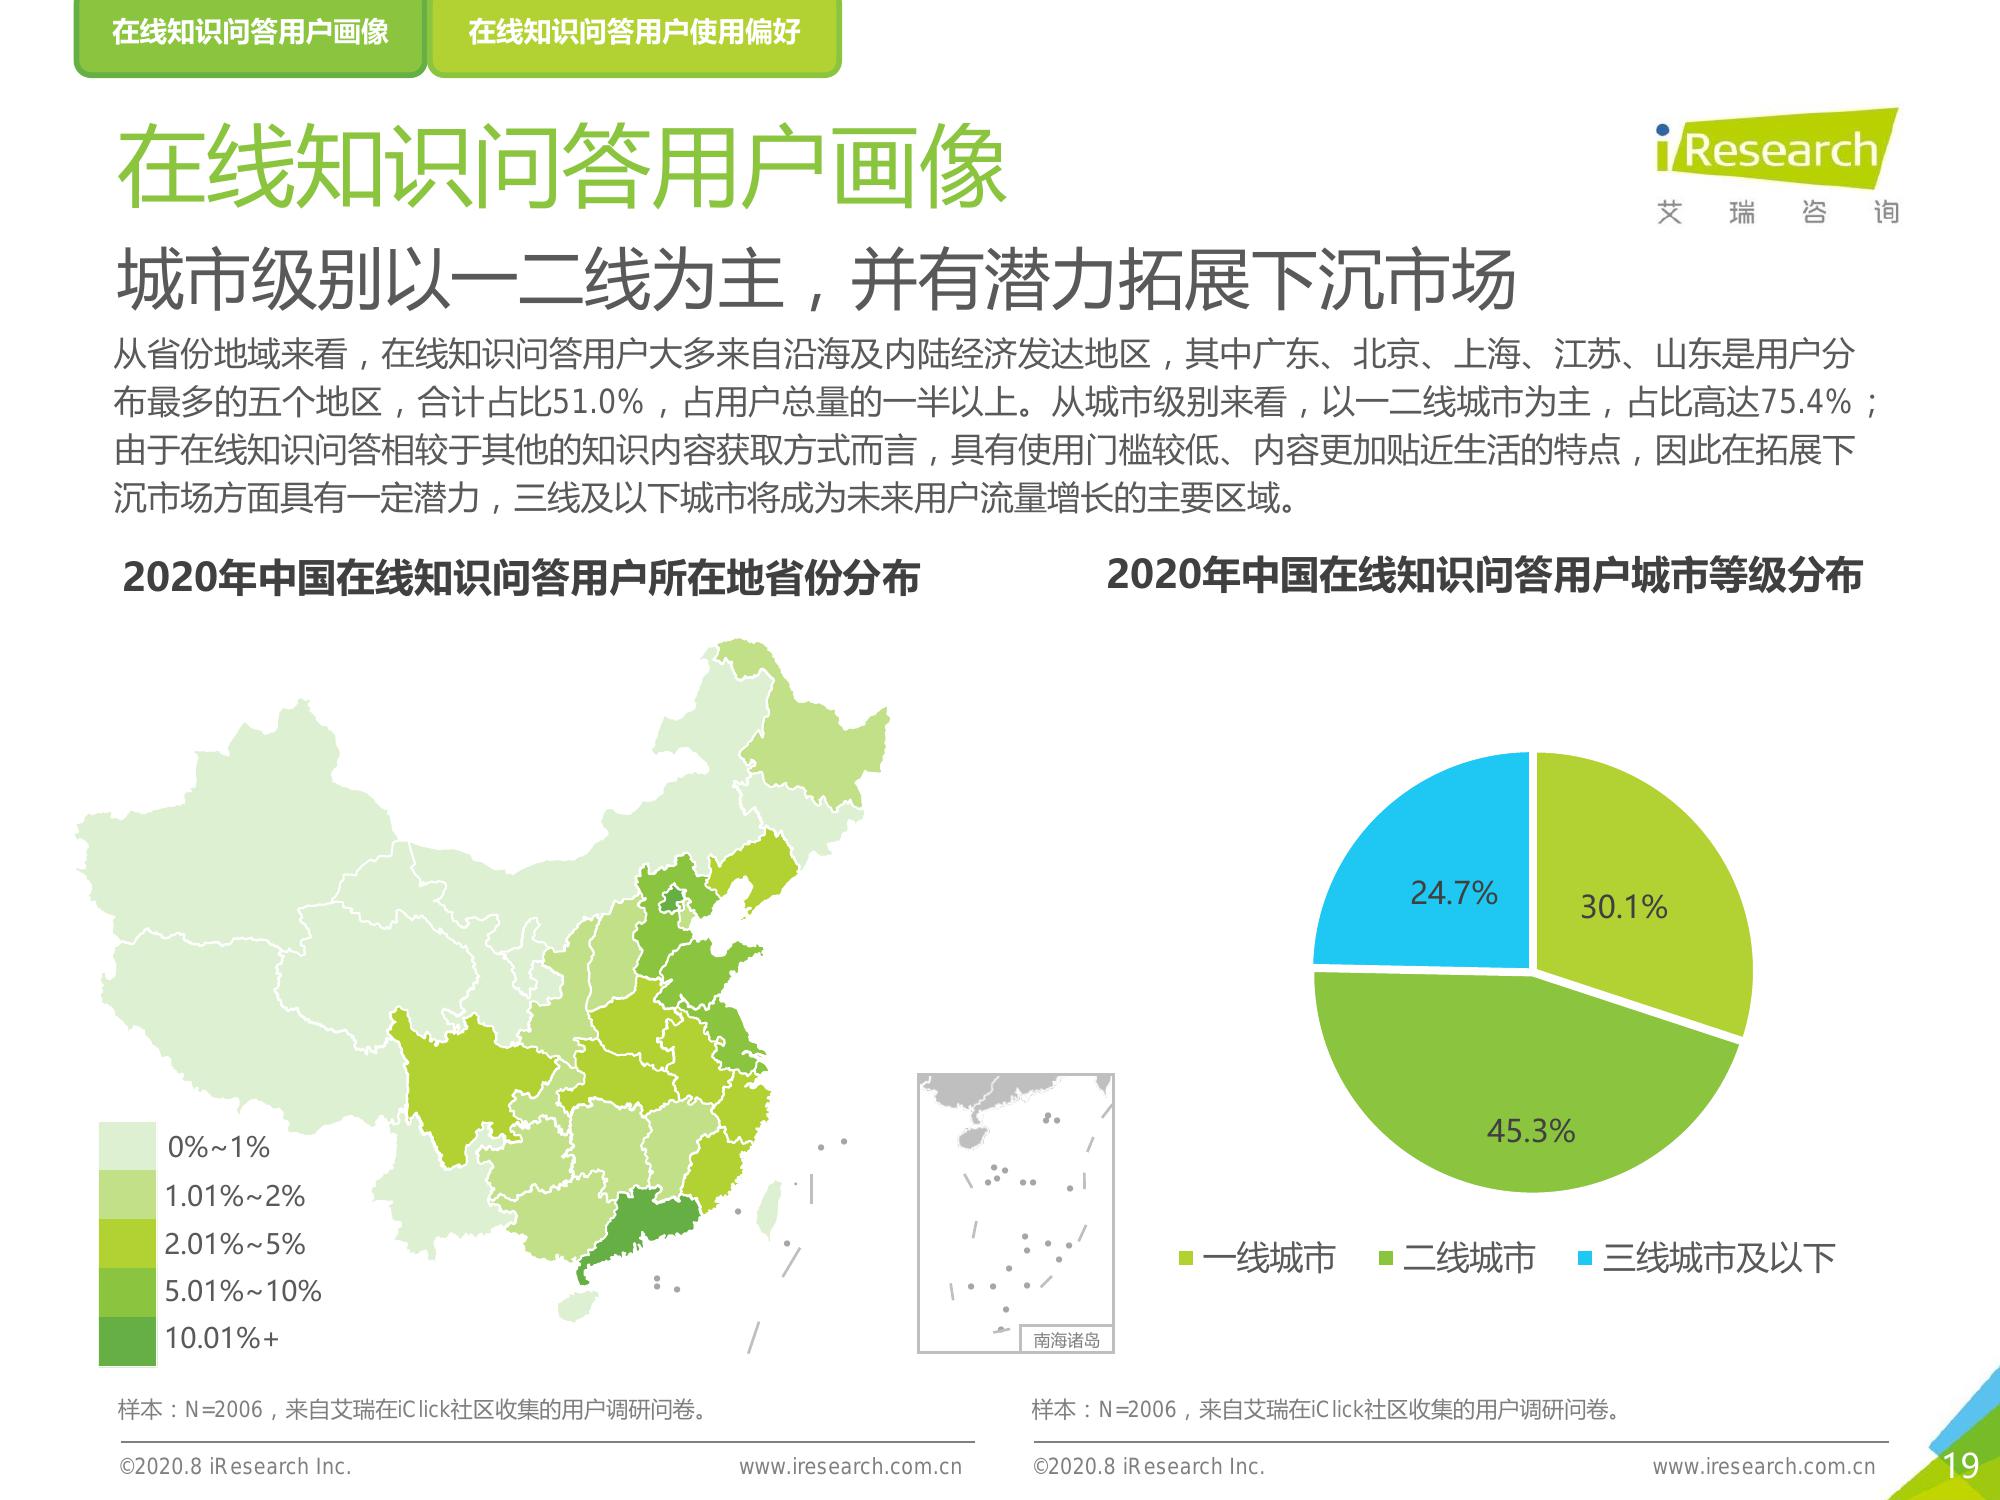 在线知识问答用户画像
在线知识问答用户使用偏好
在线知识问答用户画像
iResearch
艾瑞咨询
城市级别以一二线为主，并有潜力拓展下沉市场
从省份地域来看，在线知识问答用户大多来自沿海及内陆经济发达地区，其中广东、北京、上海、江苏、山东是用户分
布最多的五个地区，合计占比51.0%，占用户总量的一半以上。从城市级别来看，以一二线城市为主，占比高达75.4%；
由于在线知识问答相较于其他的知识内容获取方式而言，具有使用门槛较低、内容更加贴近生活的特点，因此在拓展下
沉市场方面具有一定潜力，三线及以下城市将成为未来用户流量增长的主要区域。
2020年中国在线知识问答用户所在地省份分布
0%~1%
1.01%~2%
2.01%~5%
5.01%~10%
10.01%+
南海诸岛
2020年中国在线知识问答用户城市等级分布
24.7%
30.1%
45.3%
一线城市
二线城市
三线城市及以下
样本：N=2006，来自艾瑞在iClick社区收集的用户调研问卷。
样本：N=2006，来自艾瑞在iClick社区收集的用户调研问卷。
©2020.8 iResearch Inc.
www.iresearch.com.cn
©2020.8 iResearch Inc.
www.iresearch.com.cn
19